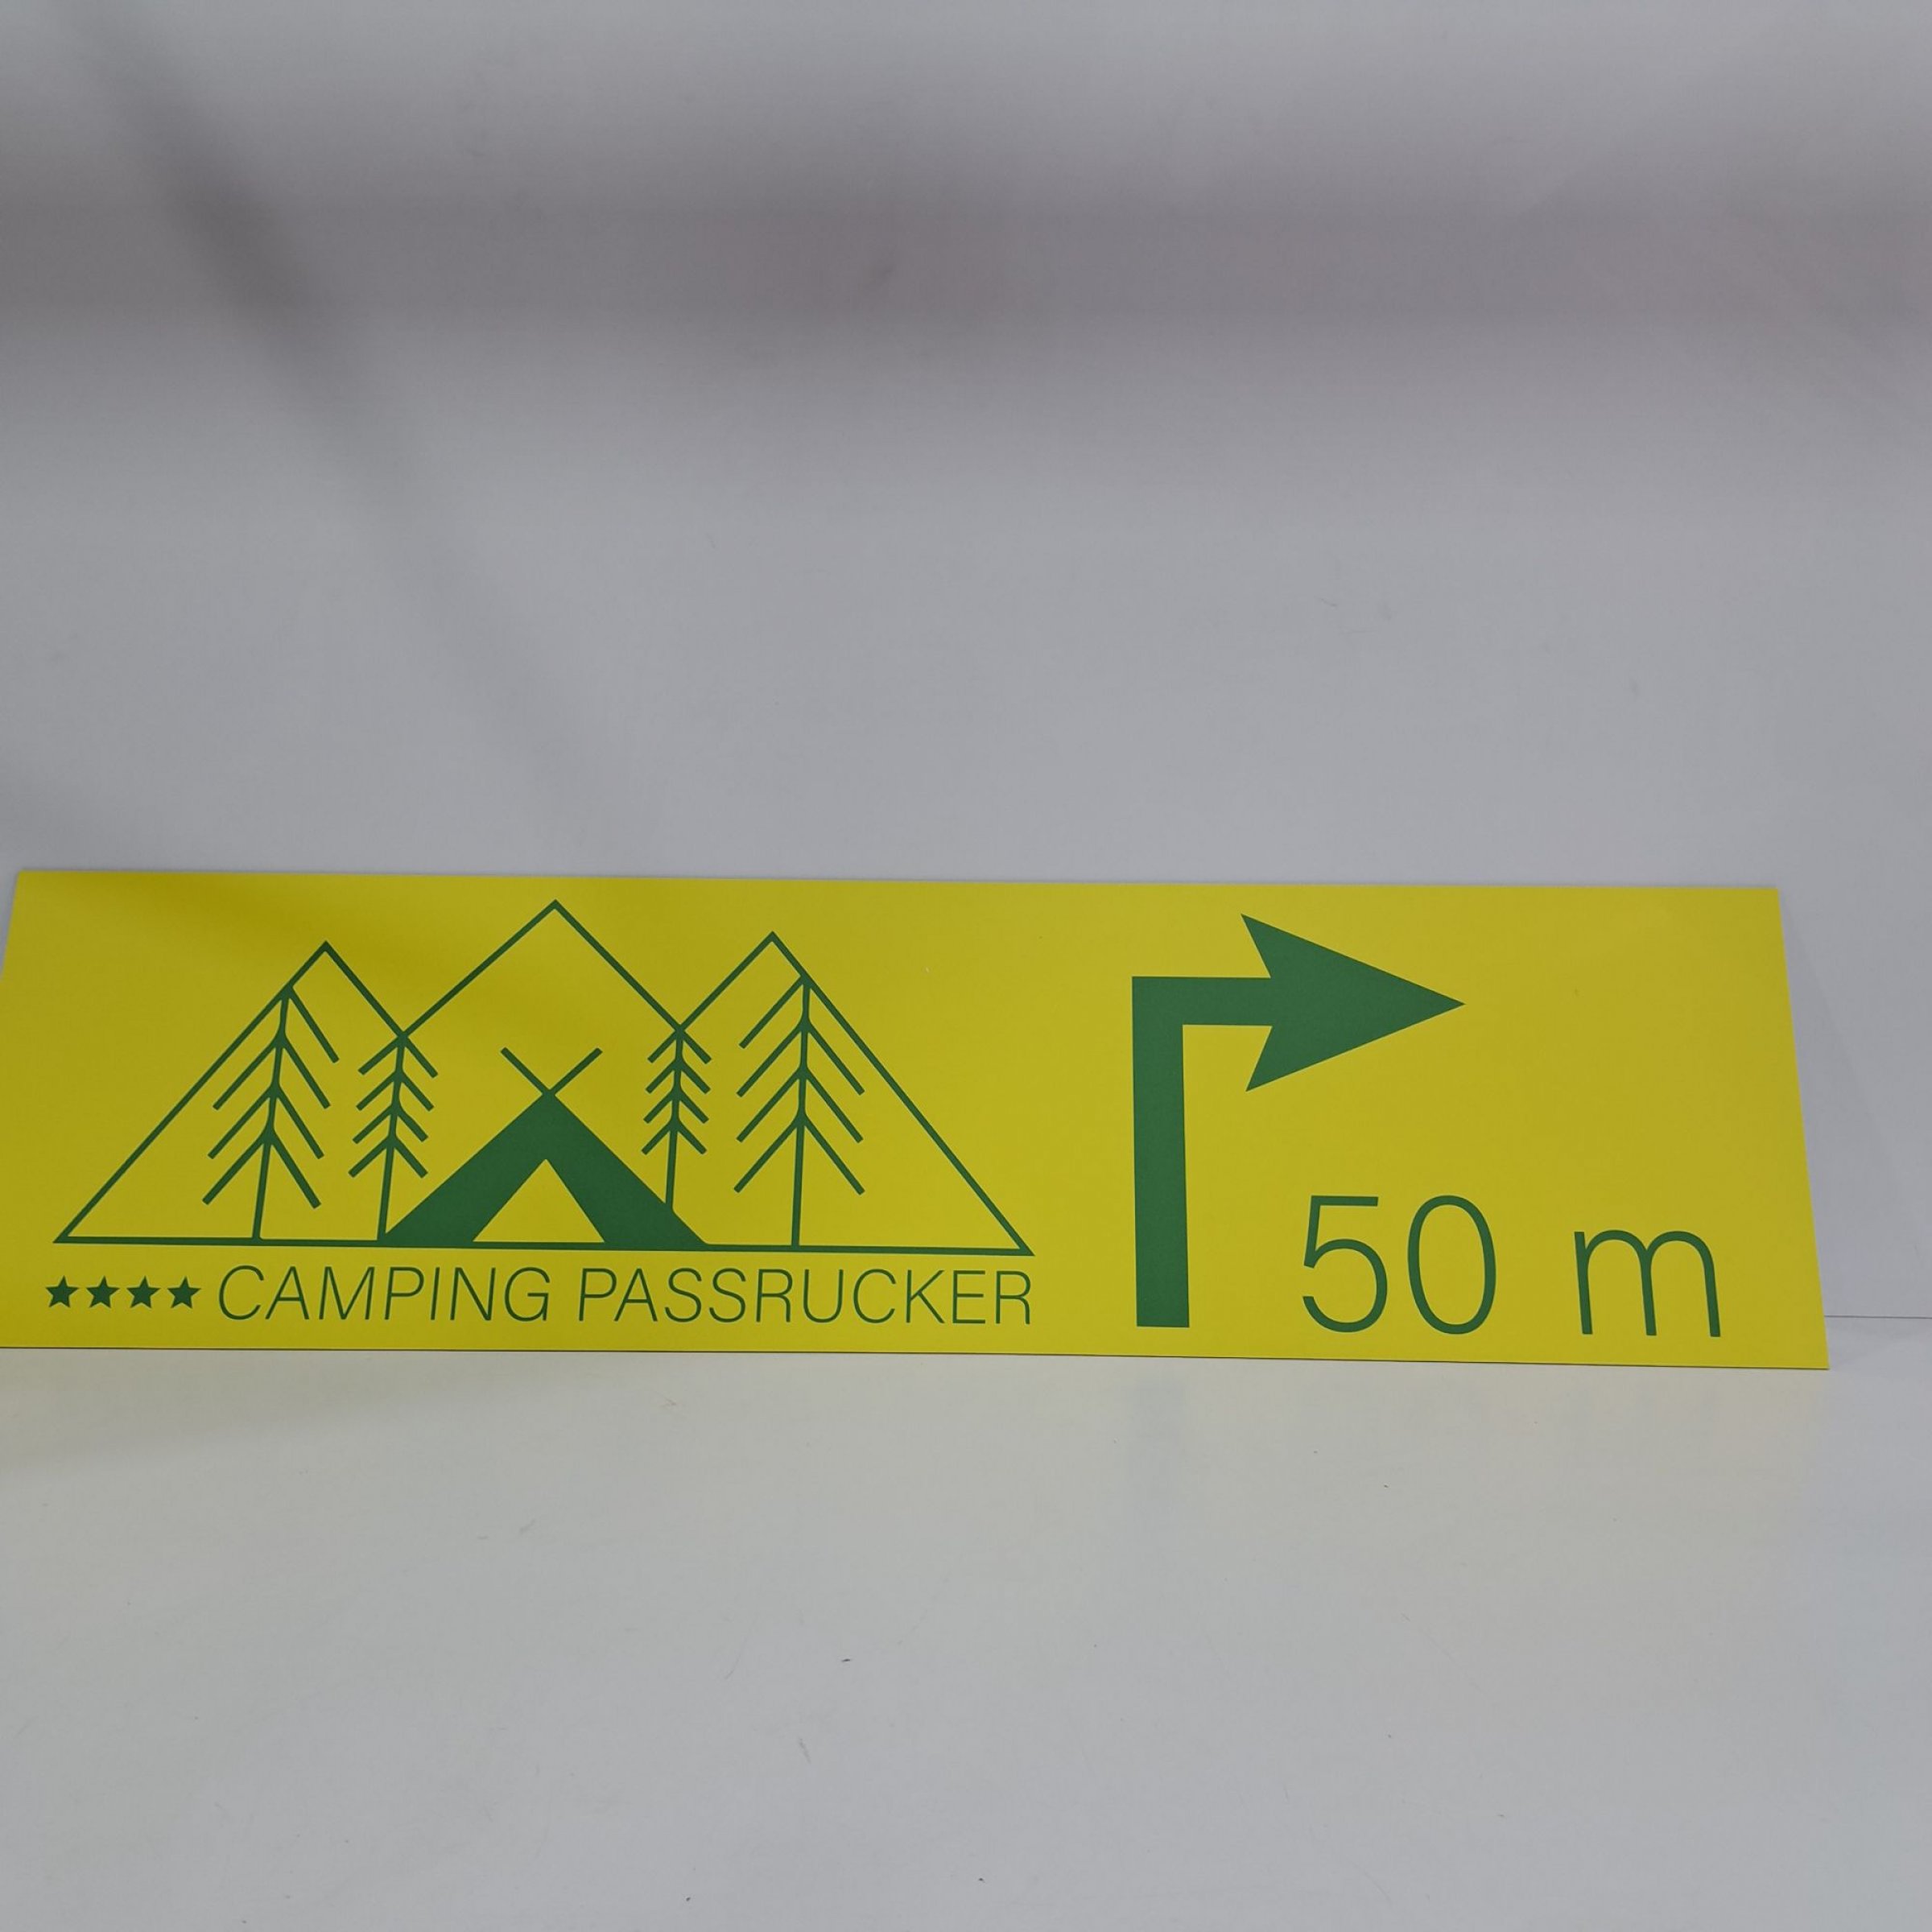 ★★★★ CAMPING PASSRUCKER
50 m